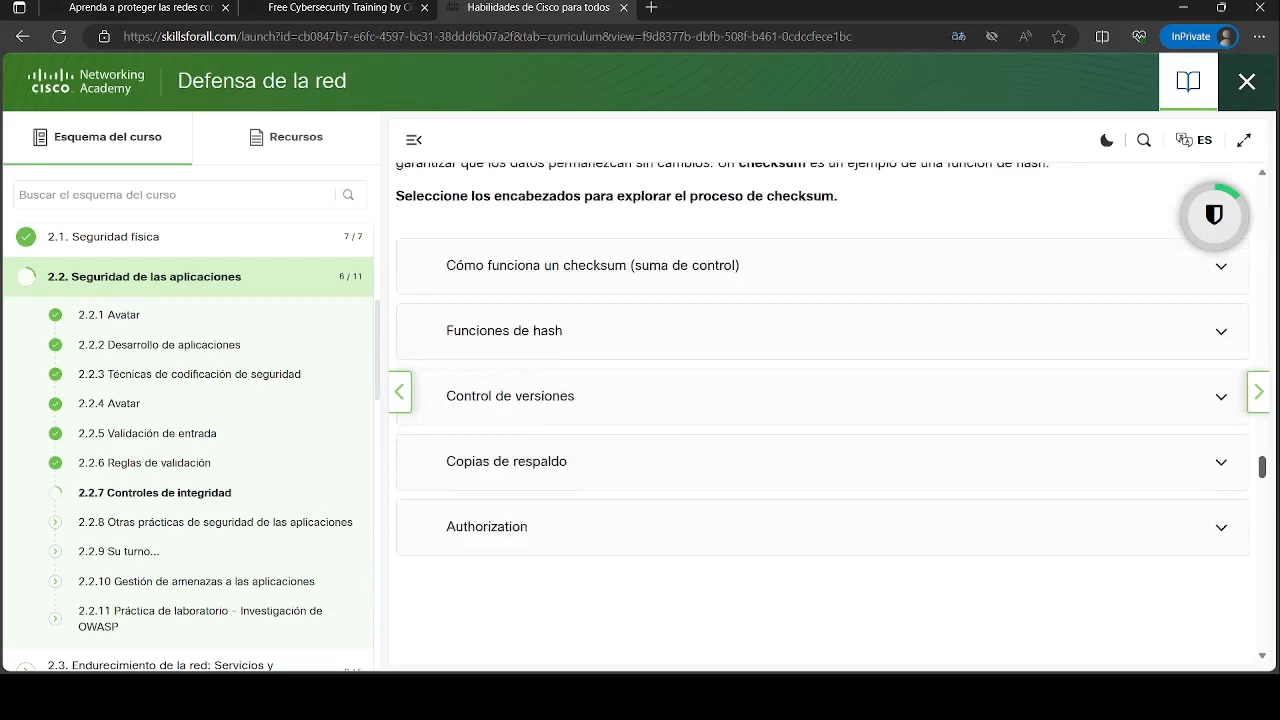 Aprenda a proteger las redes cor
Free Cybersecurity Training by Ci
Habilidades de Cisco para todos
https://skillsforall.com/launch?id=cb0847b7-e6fc-4597-bc31-38ddd6b07a2f&tab=curriculum&view=f9d8377b-dbfb-508f-b461-0cdccfece1bc
InPrivate
CISCO
Networking
Academy
Defensa de la red
Esquema del curso
Recursos
Buscar el esquema del curso
2.1. Seguridad física 7 / 7
2.2. Seguridad de las aplicaciones 6 / 11
2.2.1 Avatar
2.2.2 Desarrollo de aplicaciones
2.2.3 Técnicas de codificación de seguridad
2.2.4 Avatar
2.2.5 Validación de entrada
2.2.6 Reglas de validación
2.2.7 Controles de integridad
2.2.8 Otras prácticas de seguridad de las aplicaciones
2.2.9 Su turno...
2.2.10 Gestión de amenazas a las aplicaciones
2.2.11 Práctica de laboratorio - Investigación de
OWASP
2.3. Endurecimiento de la red: Servicios y
ES
garantizar que los datos permanezcan sin cambios. Un checksum es un ejemplo de una función de hash.
Seleccione los encabezados para explorar el proceso de checksum.
Cómo funciona un checksum (suma de control)
Funciones de hash
Control de versiones
Copias de respaldo
Authorization